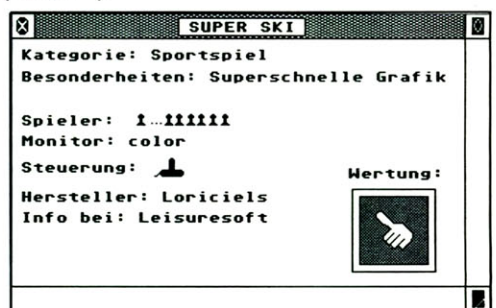 SUPER SKI
Kategorie: Sportspiel
Besonderheiten: Superschnelle Grafik
Spieler: ...
Monitor: color
Steuerung:
Wertung:
Hersteller: Loriciels
Info bei: Leisuresoft